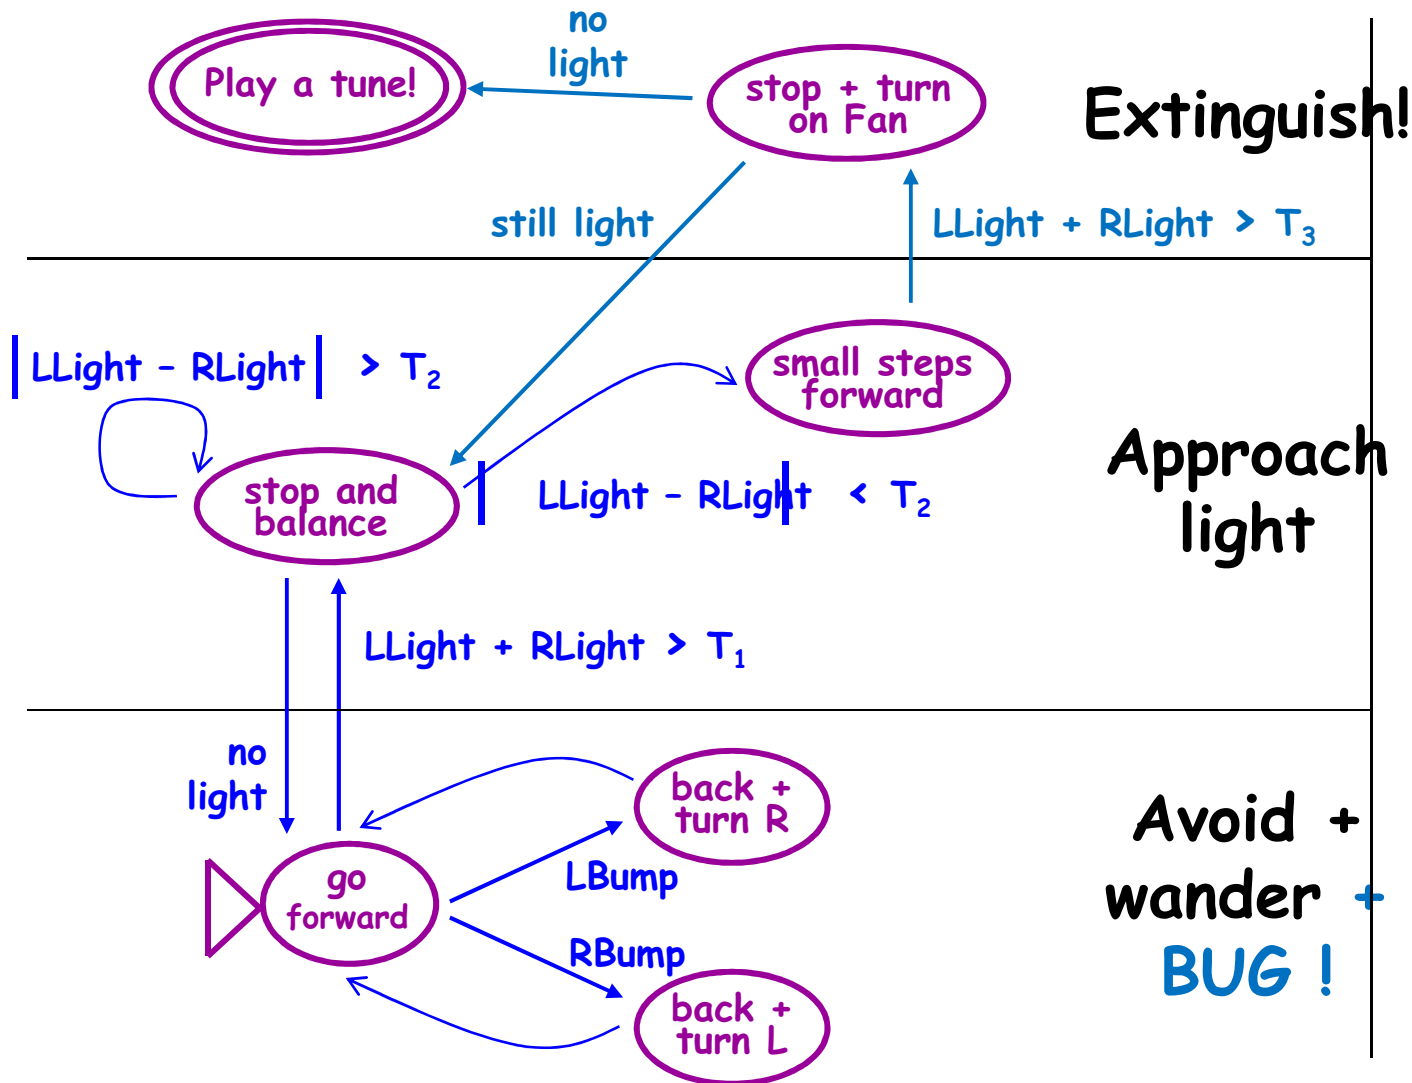 no
light
Play a tune!
stop + turn
on Fan
Extinguish!
still light
LLight + RLight > T3
|LLight - RLight| > T2
small steps
forward
Approach
light
stop and
balance
|LLight - RLight| < T2
LLight + RLight > T1
no
light
back +
turn R
Avoid +
wander +
BUG !
LBump
go
forward
RBump
back +
turn L